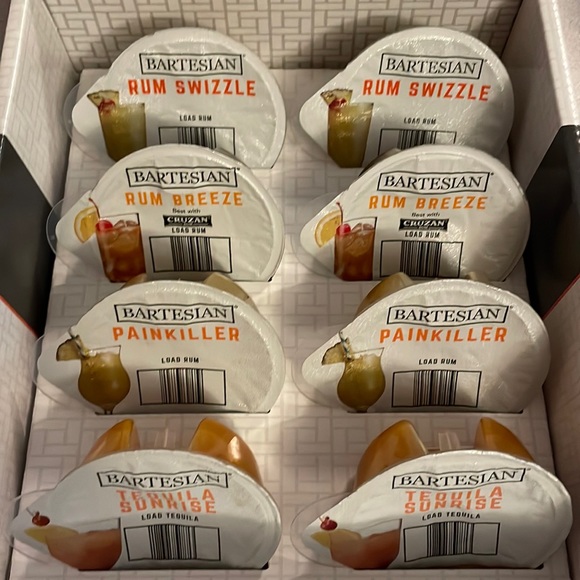 BARTESIAN
RUM SWIZZLE
LOAD RUM
BARTESIAN
RUM SWIZZLE
LOAD RUM
BARTESIAN
RUM BREEZE
Best with
CRUZAN
LOAD RUM
BARTESIAN
RUM BREEZE
Best with
CRUZAN
LOAD RUM
BARTESIAN
PAINKILLER
LOAD RUM
BARTESIAN
PAINKILLER
LOAD RUM
BARTESIAN
TEQUILA
SUNRISE
LOAD TEQUILA
BARTESIAN
TEQUILA
SUNRISE
LOAD TEQUILA